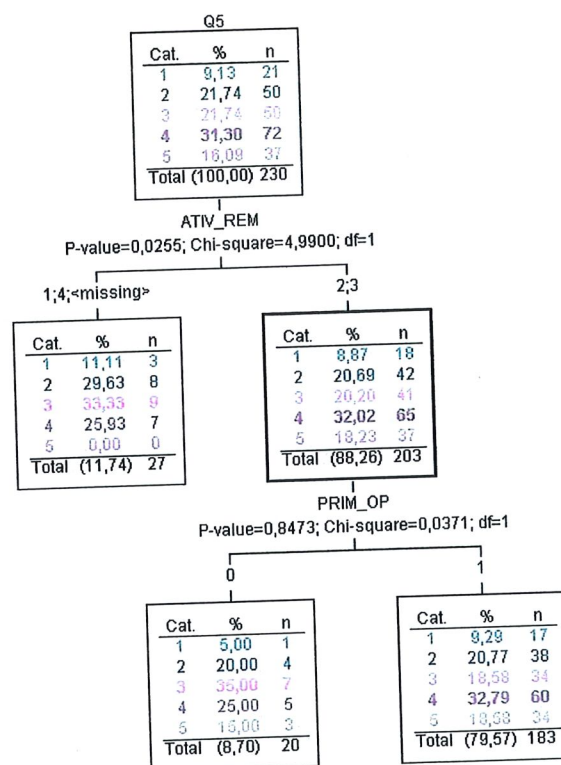 Q5
Cat. % n
1 9,13 21
2 21,74 50
3 21,74 50
4 31,30 72
5 16,09 37
Total (100,00) 230
ATIV_REM
P-value=0,0255; Chi-square=4,9900; df=1
1;4;<missing>
2;3
Cat. % n
1 11,11 3
2 29,63 8
3 33,33 9
4 25,93 7
5 0,00 0
Total (11,74) 27
Cat. % n
1 8,87 18
2 20,69 42
3 20,20 41
4 32,02 65
5 18,23 37
Total (88,26) 203
PRIM_OP
P-value=0,8473; Chi-square=0,0371; df=1
0
1
Cat. % n
1 5,00 1
2 20,00 4
3 35,00 7
4 25,00 5
5 15,00 3
Total (8,70) 20
Cat. % n
1 9,29 17
2 20,77 38
3 18,58 34
4 32,79 60
5 18,58 34
Total (79,57) 183